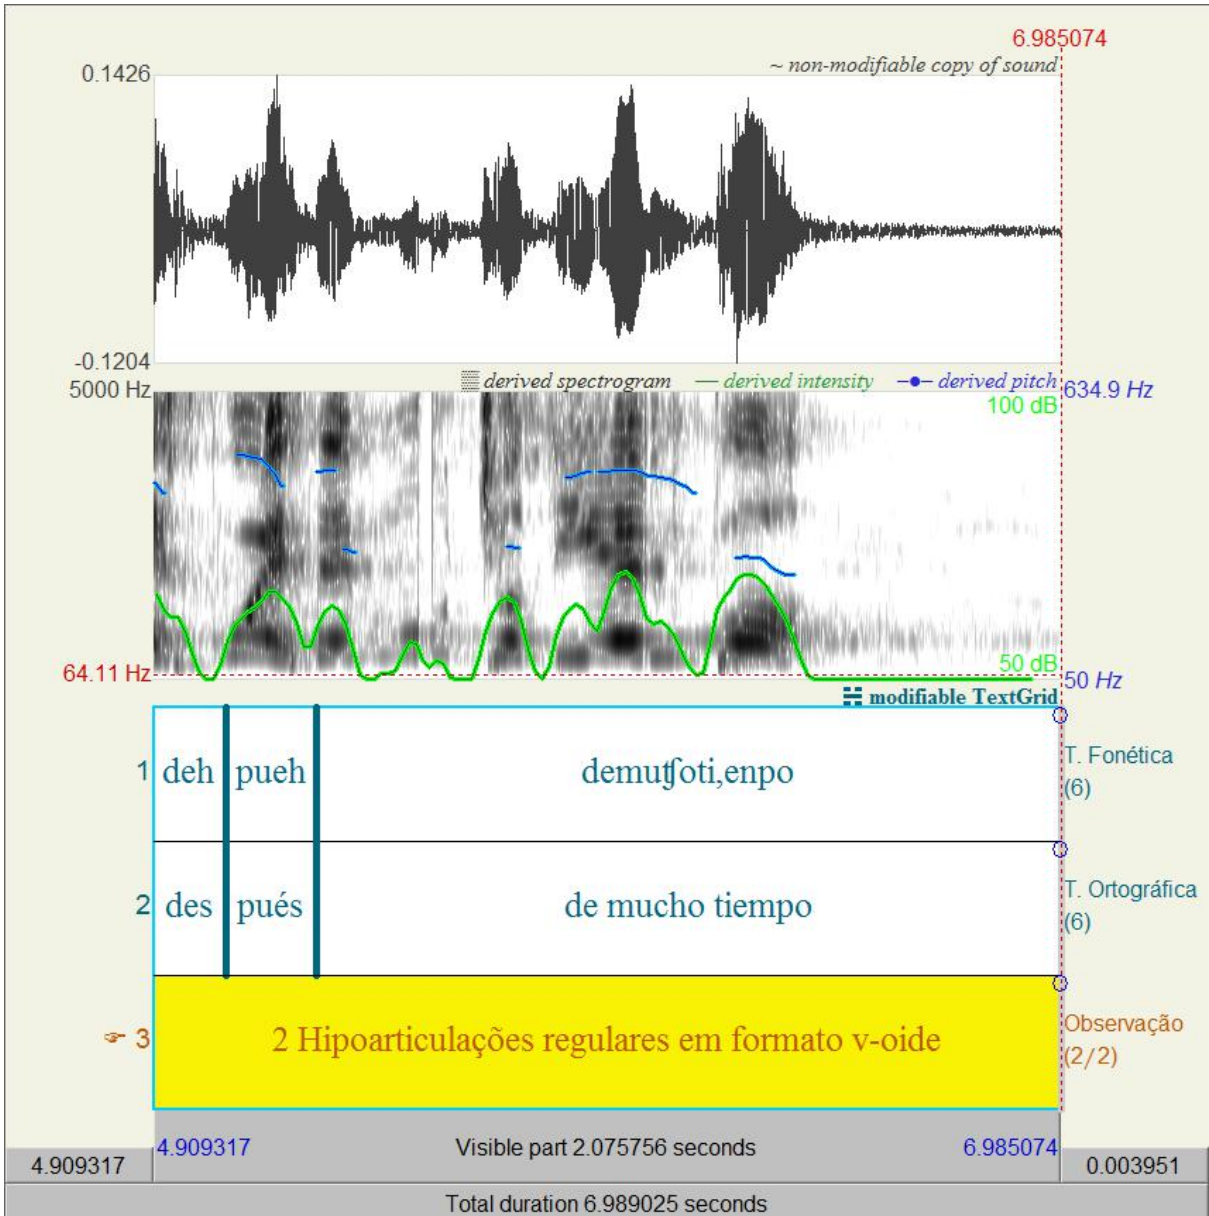 6.985074
0.1426
~ non-modifiable copy of sound
-0.1204
5000 Hz
derived spectrogram derived intensity derived pitch
634.9 Hz
100 dB
64.11 Hz
50 dB
50 Hz
modifiable TextGrid
1 deh pueh demutʃoti,enpo T. Fonética (6)
2 des pués de mucho tiempo T. Ortográfica (6)
3 2 Hipoarticulações regulares em formato v-oide Observação (2/2)
4.909317 Visible part 2.075756 seconds 6.985074
4.909317 0.003951
Total duration 6.989025 seconds